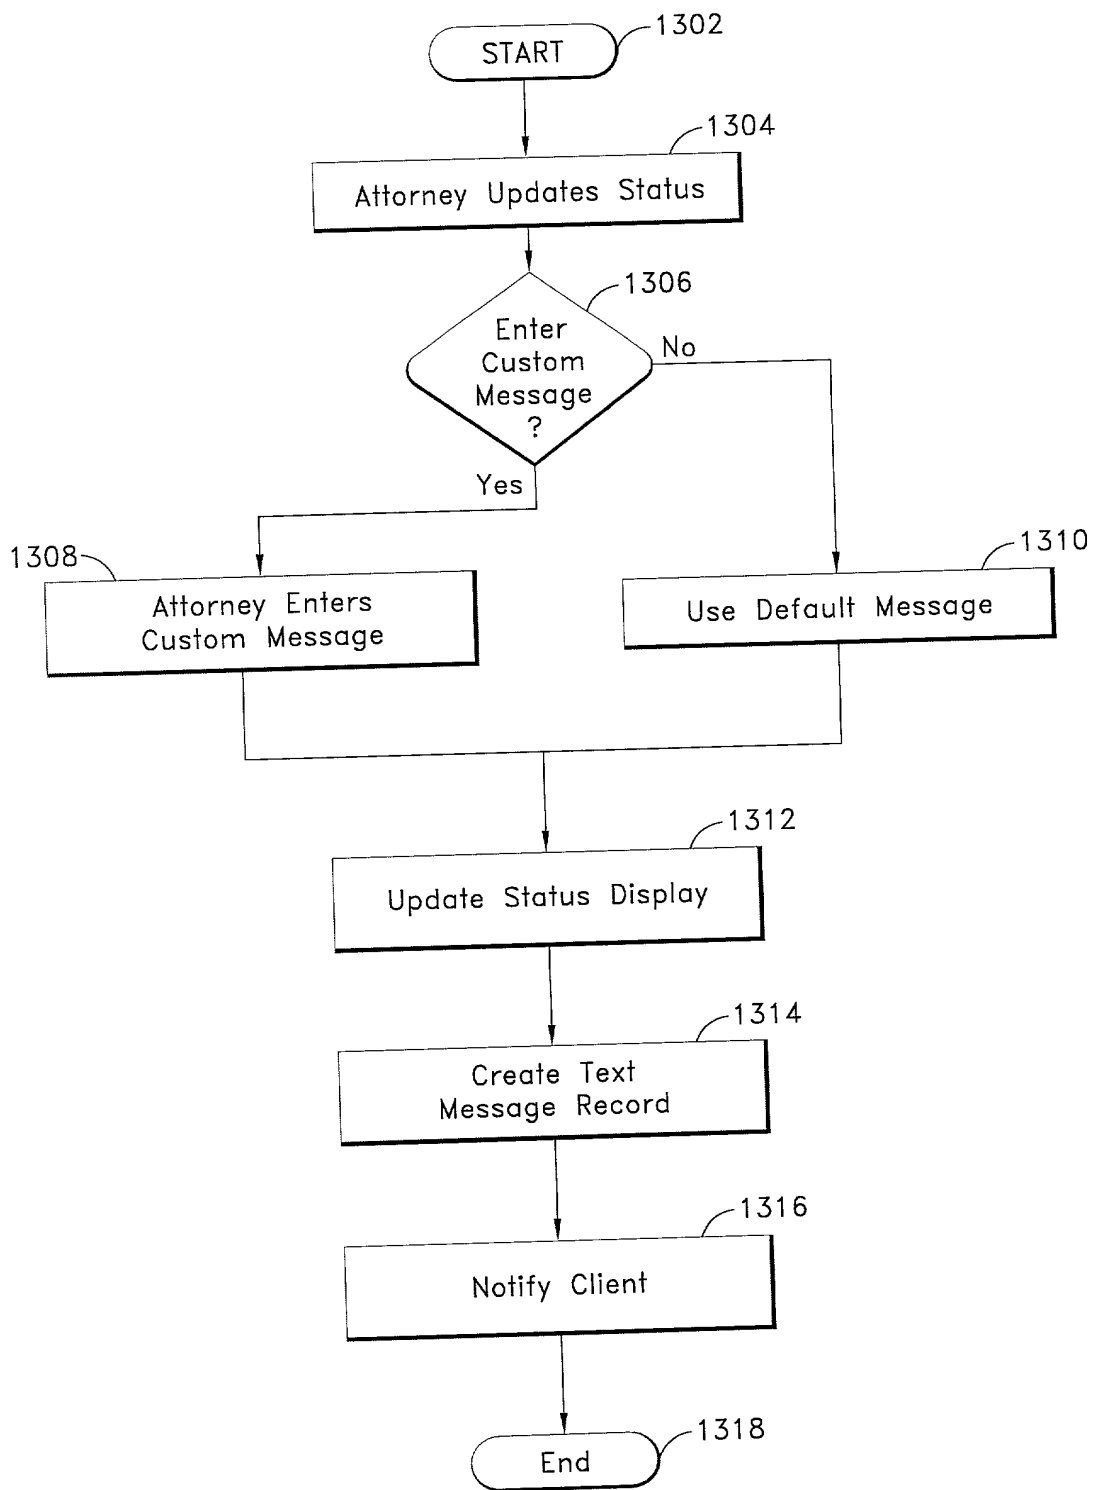 START
1302
1304
Attorney Updates Status
1306
Enter
Custom
Message
?
No
Yes
1308
Attorney Enters
Custom Message
1310
Use Default Message
1312
Update Status Display
1314
Create Text
Message Record
1316
Notify Client
1318
End